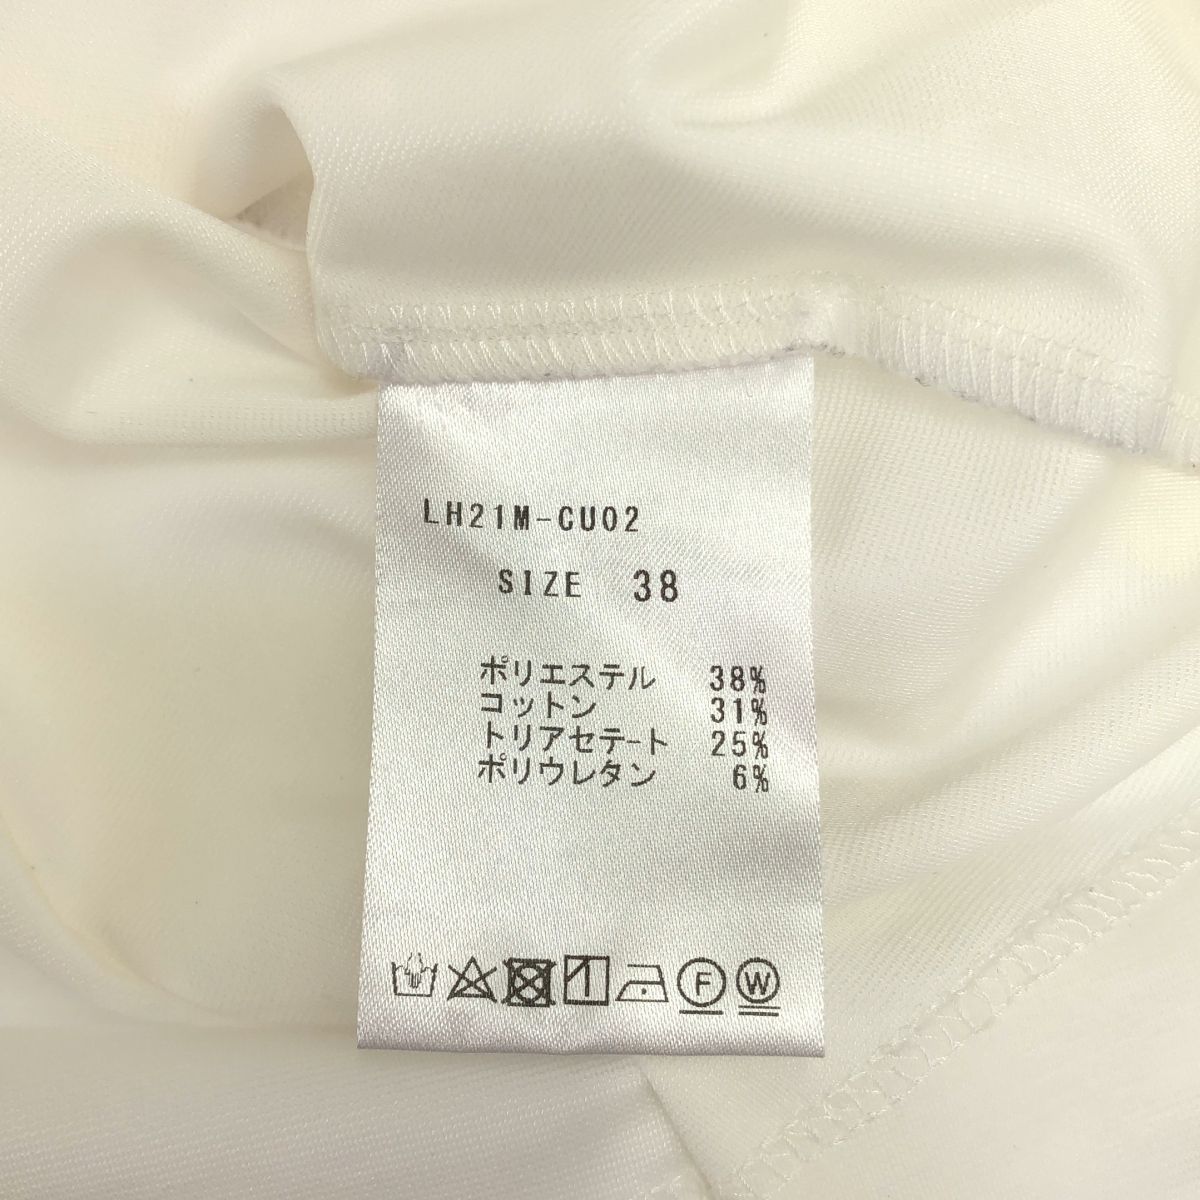 LH21M-CU02
SIZE 38
ポリエステル 38%
コットン 31%
トリアセテート 25%
ポリウレタン 6%
F W